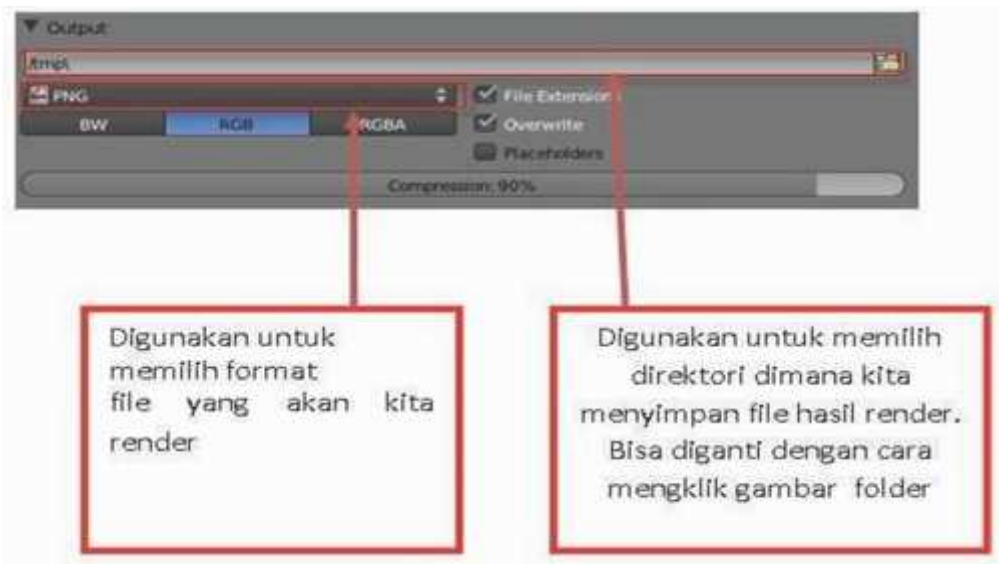 Output
/tmp\
PNG
File Extensions
BW RGB RGBA
Overwrite
Placeholders
Compression: 90%
Digunakan untuk
memilih format
file yang akan kita
render
Digunakan untuk memilih
direktori dimana kita
menyimpan file hasil render.
Bisa diganti dengan cara
mengklik gambar folder